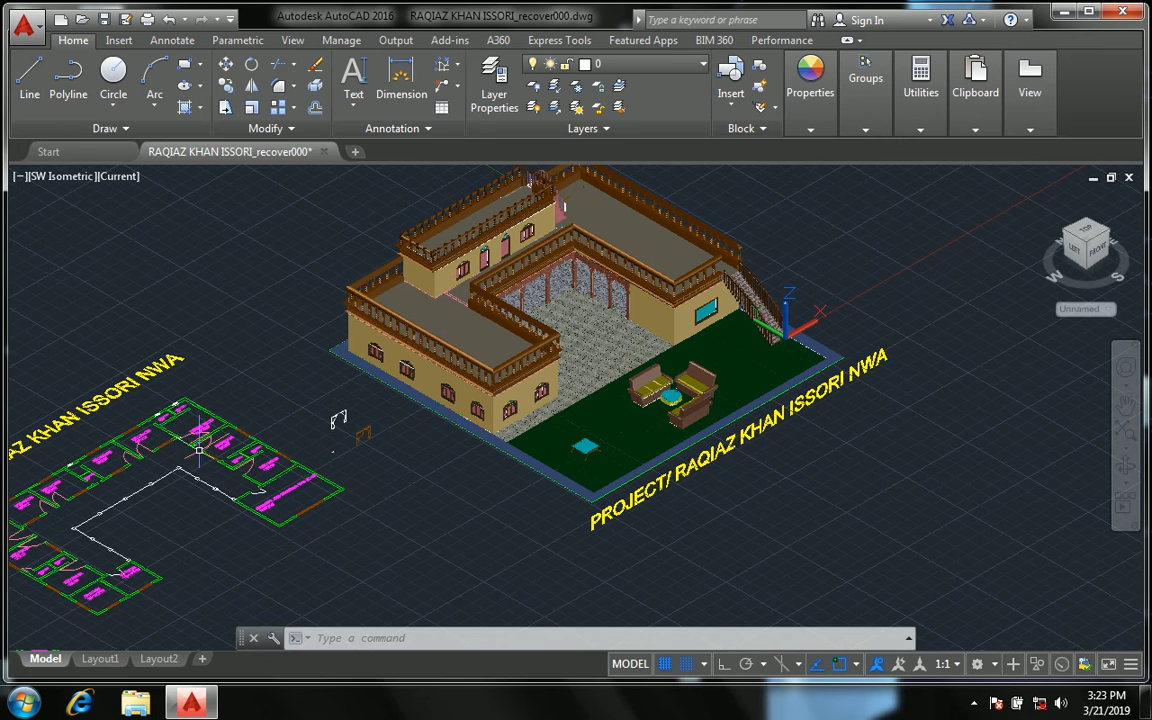 Autodesk AutoCAD 2016 RAQIAZ KHAN ISSORI_recover000.dwg
Type a keyword or phrase
Sign In
Home Insert Annotate Parametric View Manage Output Add-ins A360 Express Tools Featured Apps BIM 360 Performance
0
Line Polyline Circle Arc
Text Dimension
Layer Properties
Insert
Properties Groups Utilities Clipboard View
Draw Modify Annotation Layers Block
Start RAQIAZ KHAN ISSORI_recover000*
[−][SW Isometric][Current]
TOP
LEFT FRONT
W S E
Unnamed
Z
X
AZ KHAN ISSORI NWA
PROJECT/ RAQIAZ KHAN ISSORI NWA
Type a command
Model Layout1 Layout2
MODEL 1:1
3:23 PM
3/21/2019